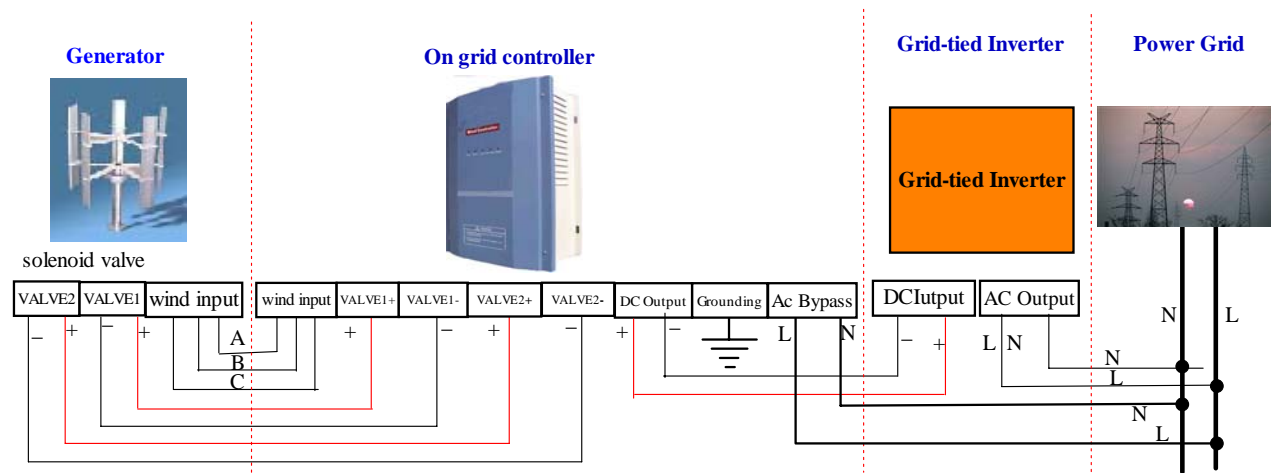 Generator
On grid controller
Grid-tied Inverter
Power Grid
Grid-tied Inverter
solenoid valve
VALVE2 VALVE1 wind input wind input VALVE1+ VALVE1- VALVE2+ VALVE2- DC Output Grounding Ac Bypass DCIutput AC Output
− + − + + − + − + − L N − + L N
N L
A
B
C
N
L
N
L